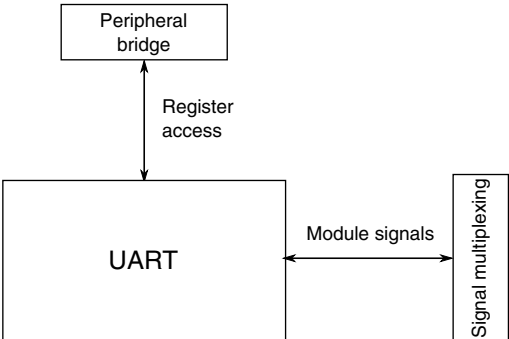 Peripheral
bridge
Register
access
UART
Module signals
Signal multiplexing